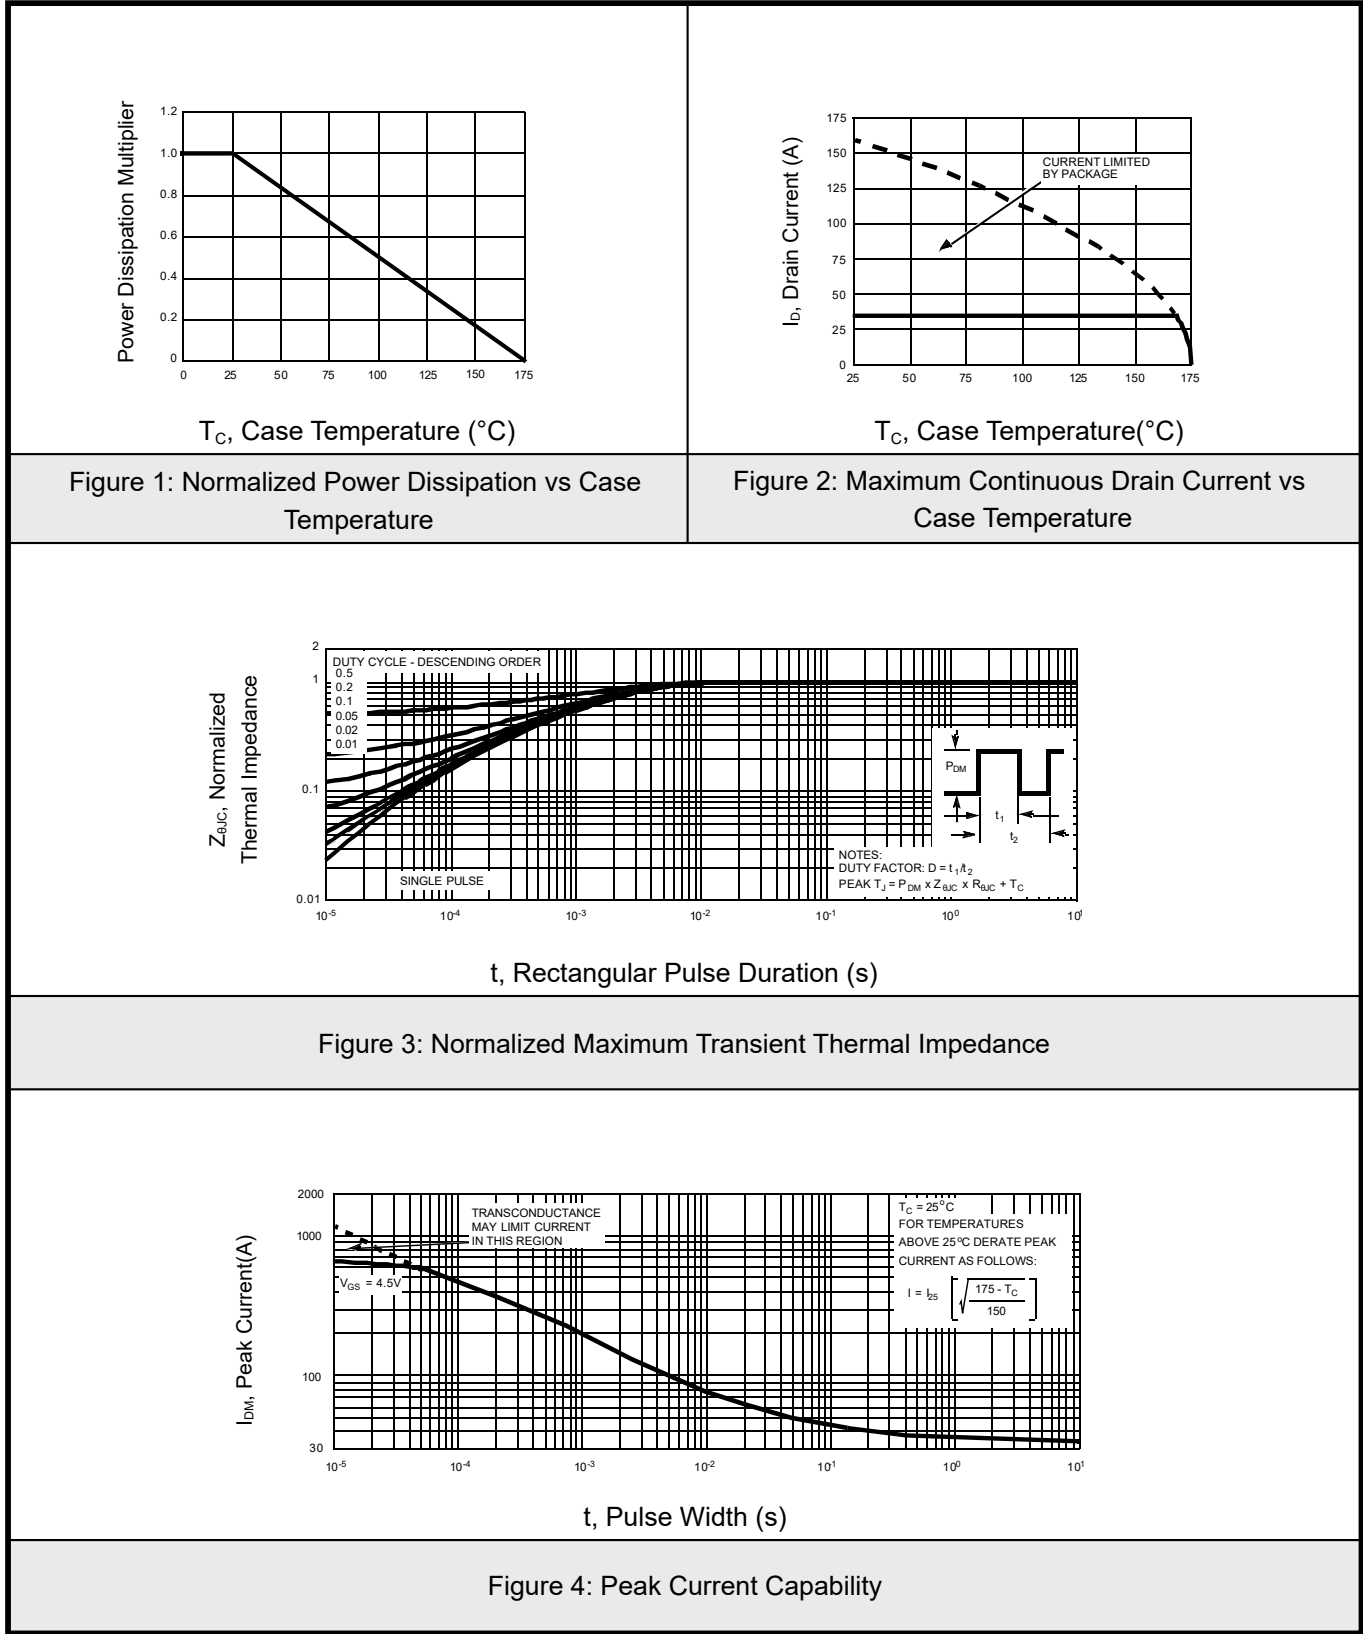 Power Dissipation Multiplier
1.2
1.0
0.8
0.6
0.4
0.2
0
0 25 50 75 100 125 150 175
T_C, Case Temperature (°C)
Figure 1: Normalized Power Dissipation vs Case
Temperature
I_D, Drain Current (A)
175
150
125
100
75
50
25
0
CURRENT LIMITED
BY PACKAGE
25 50 75 100 125 150 175
T_C, Case Temperature(°C)
Figure 2: Maximum Continuous Drain Current vs
Case Temperature
Z_θJC, Normalized
Thermal Impedance
2
1
0.1
0.01
DUTY CYCLE - DESCENDING ORDER
0.5
0.2
0.1
0.05
0.02
0.01
SINGLE PULSE
P_DM
t_1
t_2
NOTES:
DUTY FACTOR: D = t_1/t_2
PEAK T_J = P_DM x Z_θJC x R_θJC + T_C
10^-5 10^-4 10^-3 10^-2 10^-1 10^0 10^1
t, Rectangular Pulse Duration (s)
Figure 3: Normalized Maximum Transient Thermal Impedance
I_DM, Peak Current(A)
2000
1000
100
30
TRANSCONDUCTANCE
MAY LIMIT CURRENT
IN THIS REGION
V_GS = 4.5V
T_C = 25°C
FOR TEMPERATURES
ABOVE 25°C DERATE PEAK
CURRENT AS FOLLOWS:
I = I_25 [√(175 - T_C / 150)]
10^-5 10^-4 10^-3 10^-2 10^-1 10^0 10^1
t, Pulse Width (s)
Figure 4: Peak Current Capability